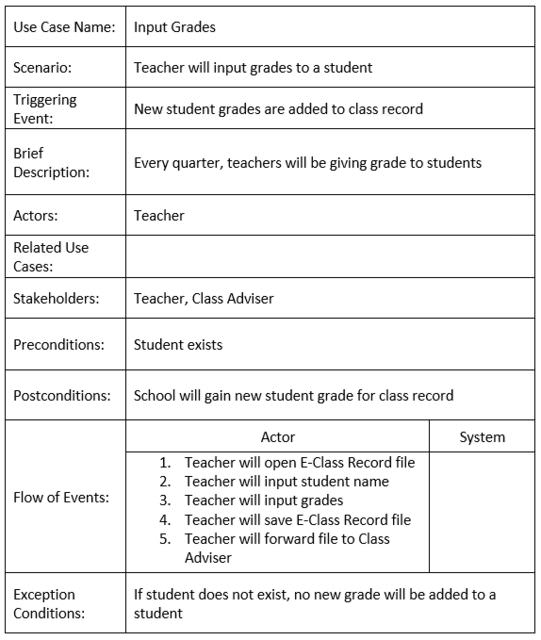 Use Case Name: Input Grades
Scenario: Teacher will input grades to a student
Triggering
Event:
New student grades are added to class record
Brief
Description:
Every quarter, teachers will be giving grade to students
Actors: Teacher
Related Use
Cases:
Stakeholders: Teacher, Class Adviser
Preconditions: Student exists
Postconditions: School will gain new student grade for class record
Flow of Events:
Actor System
1. Teacher will open E-Class Record file
2. Teacher will input student name
3. Teacher will input grades
4. Teacher will save E-Class Record file
5. Teacher will forward file to Class
Adviser
Exception
Conditions:
If student does not exist, no new grade will be added to a
student